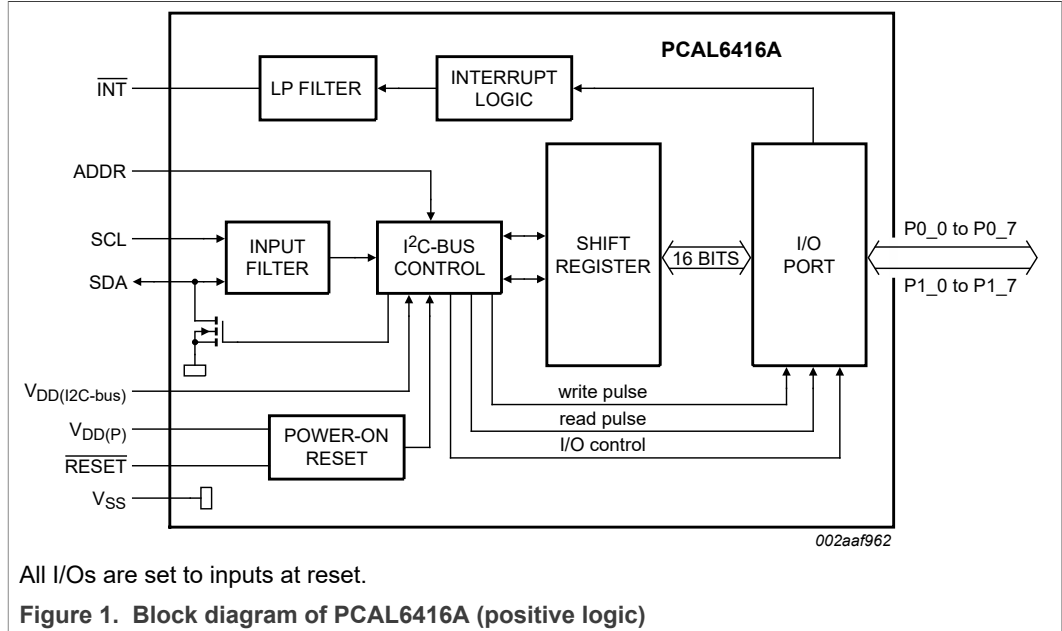 PCAL6416A
INT
LP FILTER
INTERRUPT
LOGIC
ADDR
SCL
SDA
INPUT
FILTER
I²C-BUS
CONTROL
SHIFT
REGISTER
16 BITS
I/O
PORT
P0_0 to P0_7
P1_0 to P1_7
VDD(I2C-bus)
write pulse
VDD(P)
read pulse
POWER-ON
RESET
I/O control
RESET
VSS
002aaf962
All I/Os are set to inputs at reset.
Figure 1. Block diagram of PCAL6416A (positive logic)